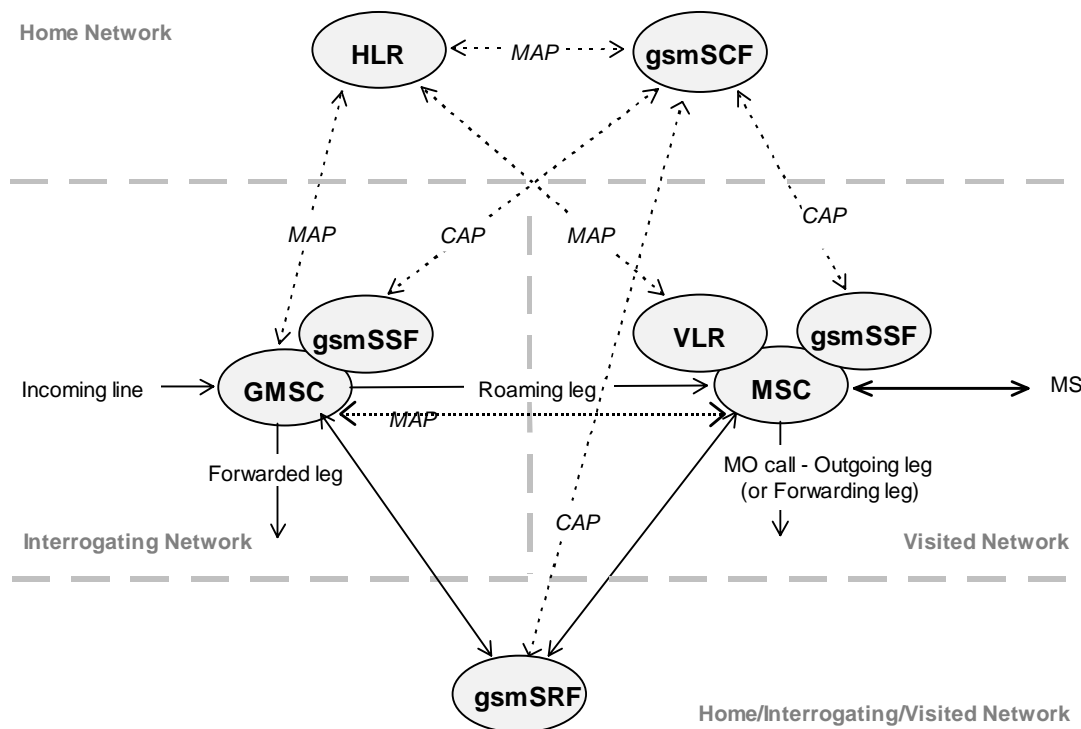 Home Network
HLR
MAP
gsmSCF
MAP
CAP
MAP
CAP
gsmSSF
VLR
gsmSSF
Incoming line
GMSC
Roaming leg
MSC
MS
MAP
Forwarded leg
MO call - Outgoing leg
(or Forwarding leg)
CAP
Interrogating Network
Visited Network
gsmSRF
Home/Interrogating/Visited Network